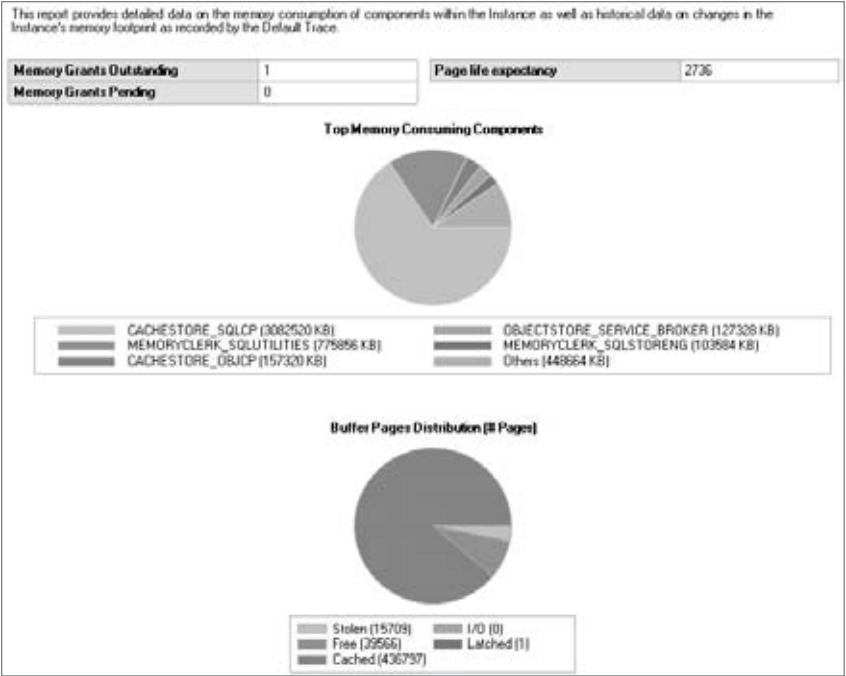 This report provides detailed data on the memory consumption of components within the Instance as well as historical data on changes in the
Instance's memory footprint as recorded by the Default Trace.
Memory Grants Outstanding 1 Page life expectancy 2736
Memory Grants Pending 0
Top Memory Consuming Components
CACHESTORE_SQLCP (3082520 KB) OBJECTSTORE_SERVICE_BROKER (127328 KB)
MEMORYCLERK_SQLUTILITIES (775856 KB) MEMORYCLERK_SQLSTORENG (103584 KB)
CACHESTORE_OBJCP (157320 KB) Others (448664 KB)
Buffer Pages Distribution (# Pages)
Stolen (15709) I/O (0)
Free (39566) Latched (1)
Cached (436797)